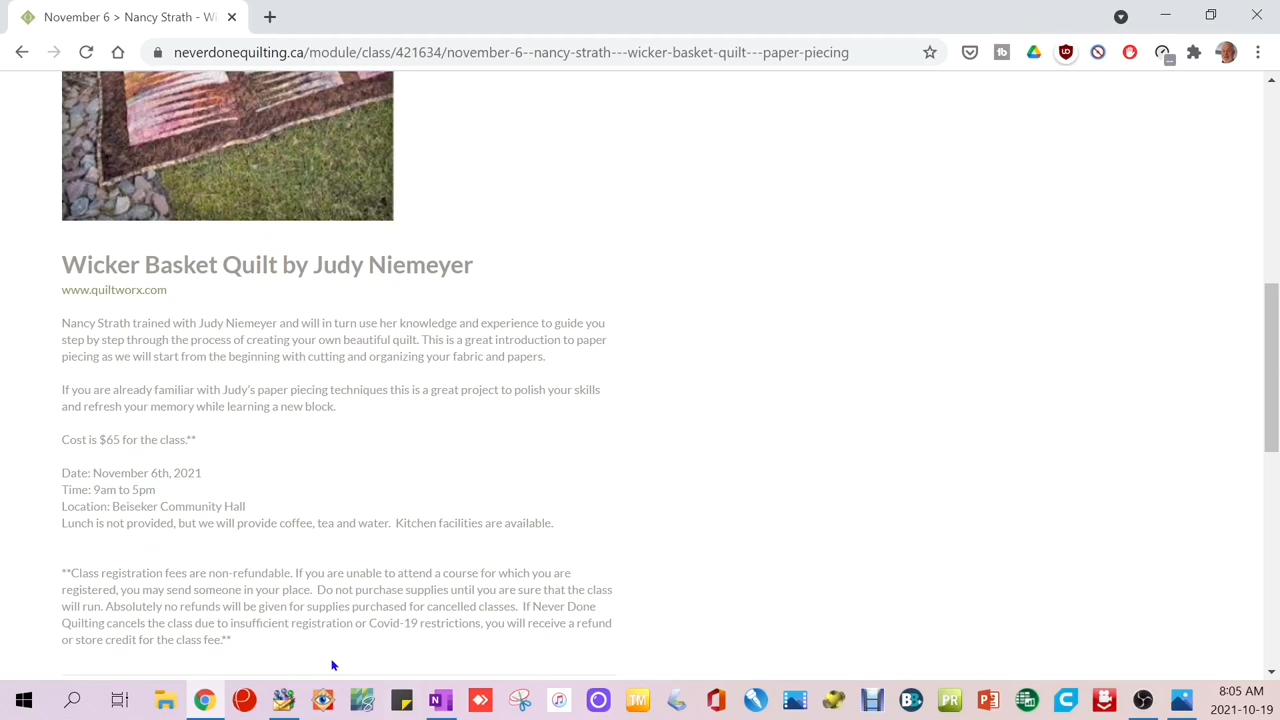 November 6 > Nancy Strath - Wi
neverdonequilting.ca/module/class/421634/november-6--nancy-strath---wicker-basket-quilt---paper-piecing
Wicker Basket Quilt by Judy Niemeyer
www.quiltworx.com
Nancy Strath trained with Judy Niemeyer and will in turn use her knowledge and experience to guide you
step by step through the process of creating your own beautiful quilt. This is a great introduction to paper
piecing as we will start from the beginning with cutting and organizing your fabric and papers.
If you are already familiar with Judy's paper piecing techniques this is a great project to polish your skills
and refresh your memory while learning a new block.
Cost is $65 for the class.**
Date: November 6th, 2021
Time: 9am to 5pm
Location: Beiseker Community Hall
Lunch is not provided, but we will provide coffee, tea and water.  Kitchen facilities are available.
**Class registration fees are non-refundable. If you are unable to attend a course for which you are
registered, you may send someone in your place.  Do not purchase supplies until you are sure that the class
will run. Absolutely no refunds will be given for supplies purchased for cancelled classes.  If Never Done
Quilting cancels the class due to insufficient registration or Covid-19 restrictions, you will receive a refund
or store credit for the class fee.**
8:05 AM
2021-10-19